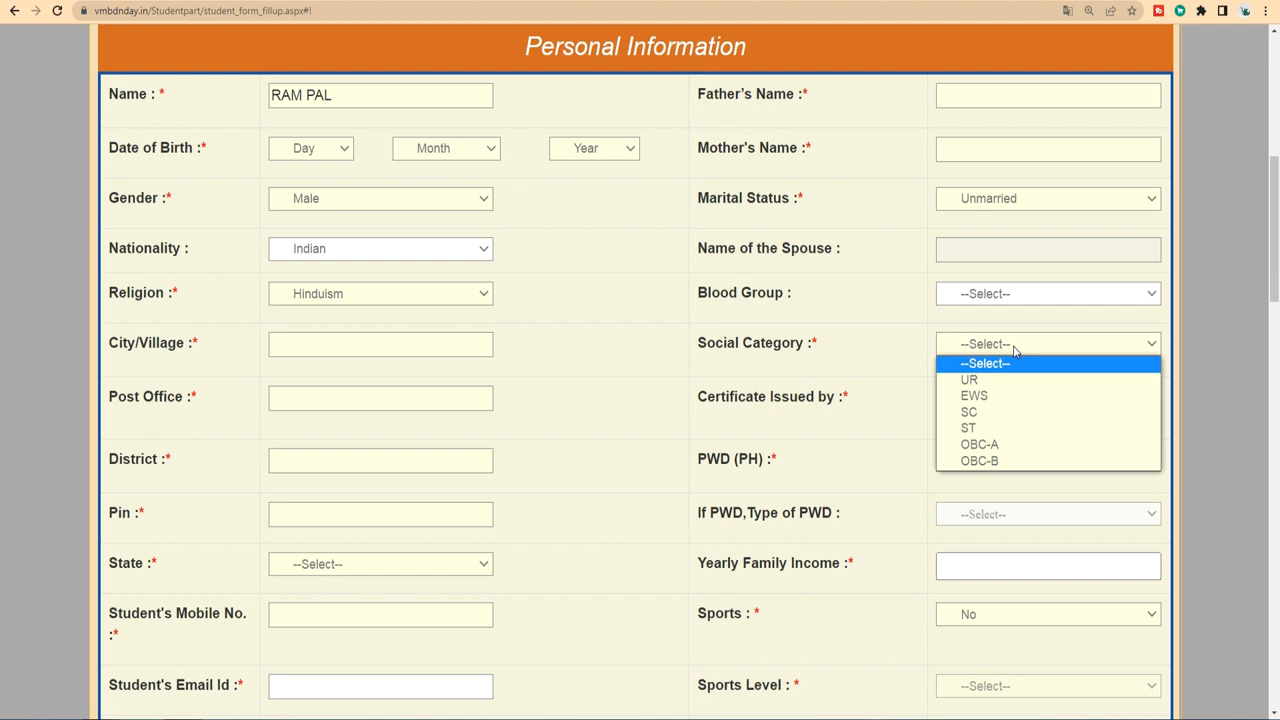 vmbdnday.in/Studentpart/student_form_fillup.aspx#!
Personal Information
Name : * RAM PAL Father's Name :*
Date of Birth :* Day Month Year Mother's Name :*
Gender :* Male Marital Status :* Unmarried
Nationality : Indian Name of the Spouse :
Religion :* Hinduism Blood Group : --Select--
City/Village :* Social Category :* --Select--
--Select--
UR
EWS
SC
ST
OBC-A
OBC-B
Post Office :* Certificate Issued by :*
District :* PWD (PH) :*
Pin :* If PWD,Type of PWD : --Select--
State :* --Select-- Yearly Family Income :*
Student's Mobile No. Sports : * No
:*
Student's Email Id :* Sports Level : * --Select--